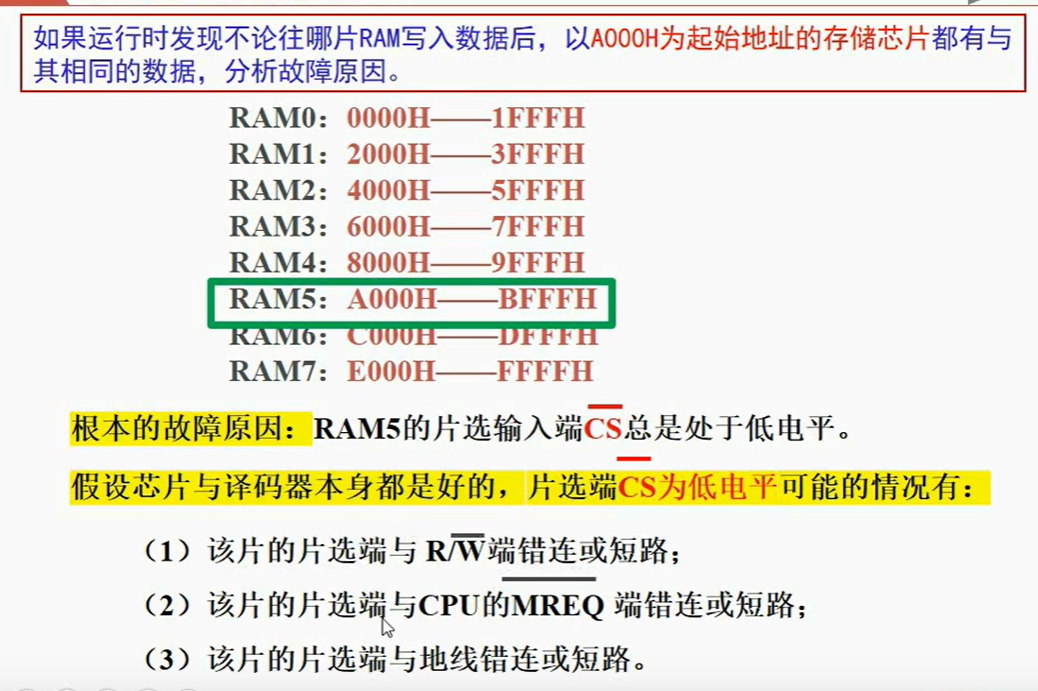 如果运行时发现不论往哪片RAM写入数据后，以A000H为起始地址的存储芯片都有与
其相同的数据，分析故障原因。
RAM0：0000H——1FFFH
RAM1：2000H——3FFFH
RAM2：4000H——5FFFH
RAM3：6000H——7FFFH
RAM4：8000H——9FFFH
RAM5：A000H——BFFFH
RAM6：C000H——DFFFH
RAM7：E000H——FFFFH
根本的故障原因：RAM5的片选输入端C̅S̅总是处于低电平。
假设芯片与译码器本身都是好的，片选端C̅S̅为低电平可能的情况有：
（1）该片的片选端与 R/W̅端错连或短路；
（2）该片的片选端与CPU的M̅R̅E̅Q̅ 端错连或短路；
（3）该片的片选端与地线错连或短路。